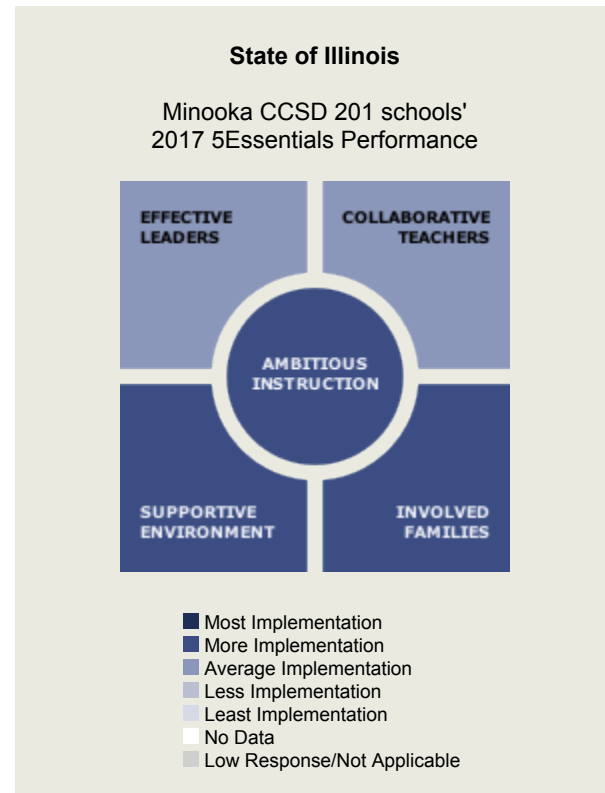 State of Illinois
Minooka CCSD 201 schools'
2017 5Essentials Performance
EFFECTIVE
LEADERS
COLLABORATIVE
TEACHERS
AMBITIOUS
INSTRUCTION
SUPPORTIVE
ENVIRONMENT
INVOLVED
FAMILIES
Most Implementation
More Implementation
Average Implementation
Less Implementation
Least Implementation
No Data
Low Response/Not Applicable